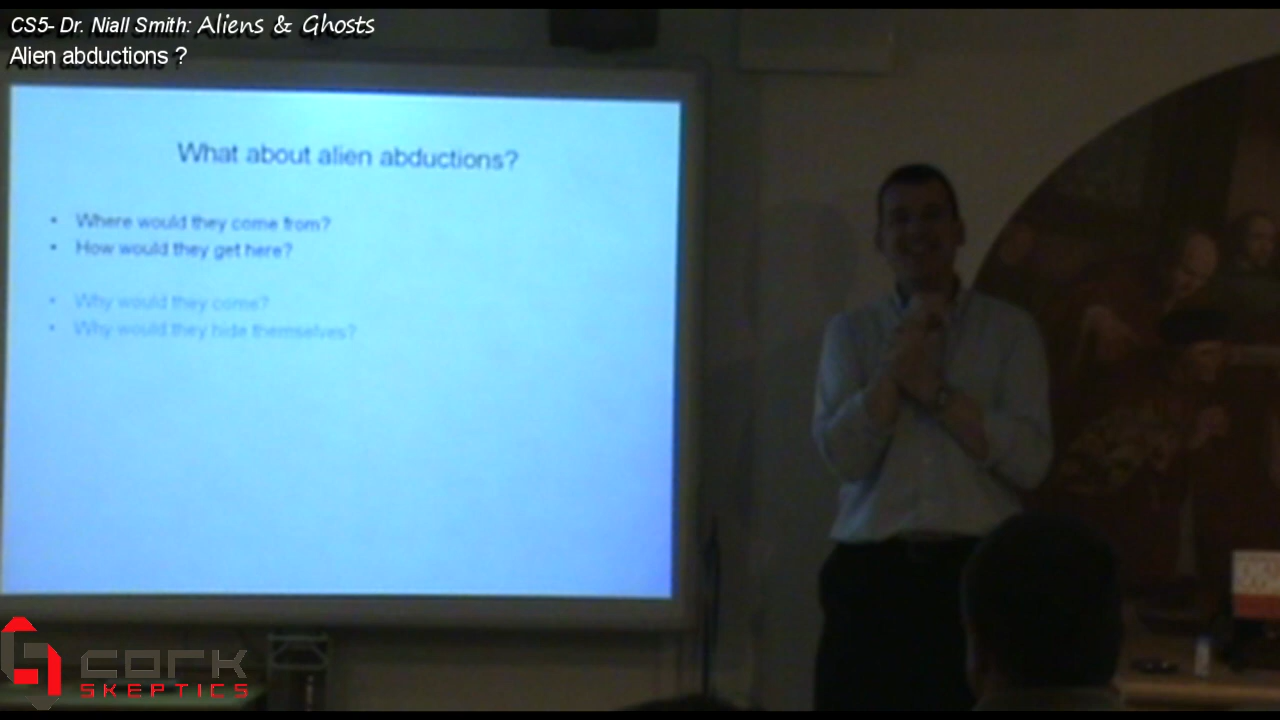 CS5- Dr. Niall Smith: Aliens & Ghosts
Alien abductions ?
What about alien abductions?
• Where would they come from?
• How would they get here?
• Why would they come?
• Why would they hide themselves?
cork
SKEPTICS